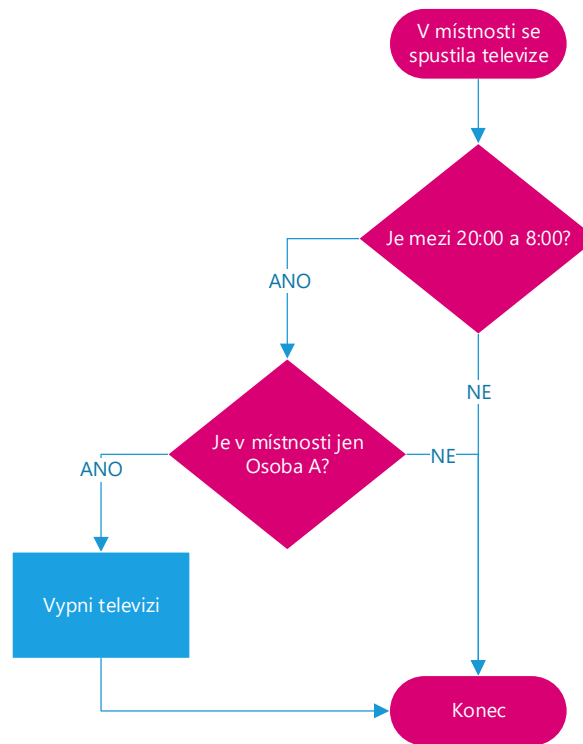 V místnosti se
spustila televize
Je mezi 20:00 a 8:00?
ANO
NE
Je v místnosti jen
Osoba A?
ANO
NE
Vypni televizi
Konec